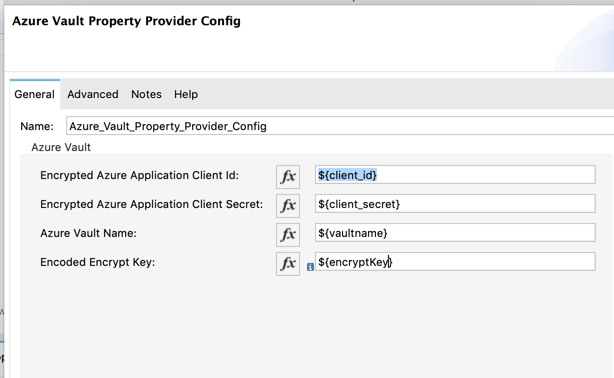 Azure Vault Property Provider Config
General Advanced Notes Help
Name: Azure_Vault_Property_Provider_Config
Azure Vault
Encrypted Azure Application Client Id: fx ${client_id}
Encrypted Azure Application Client Secret: fx ${client_secret}
Azure Vault Name: fx ${vaultname}
Encoded Encrypt Key: fx ${encryptKey}